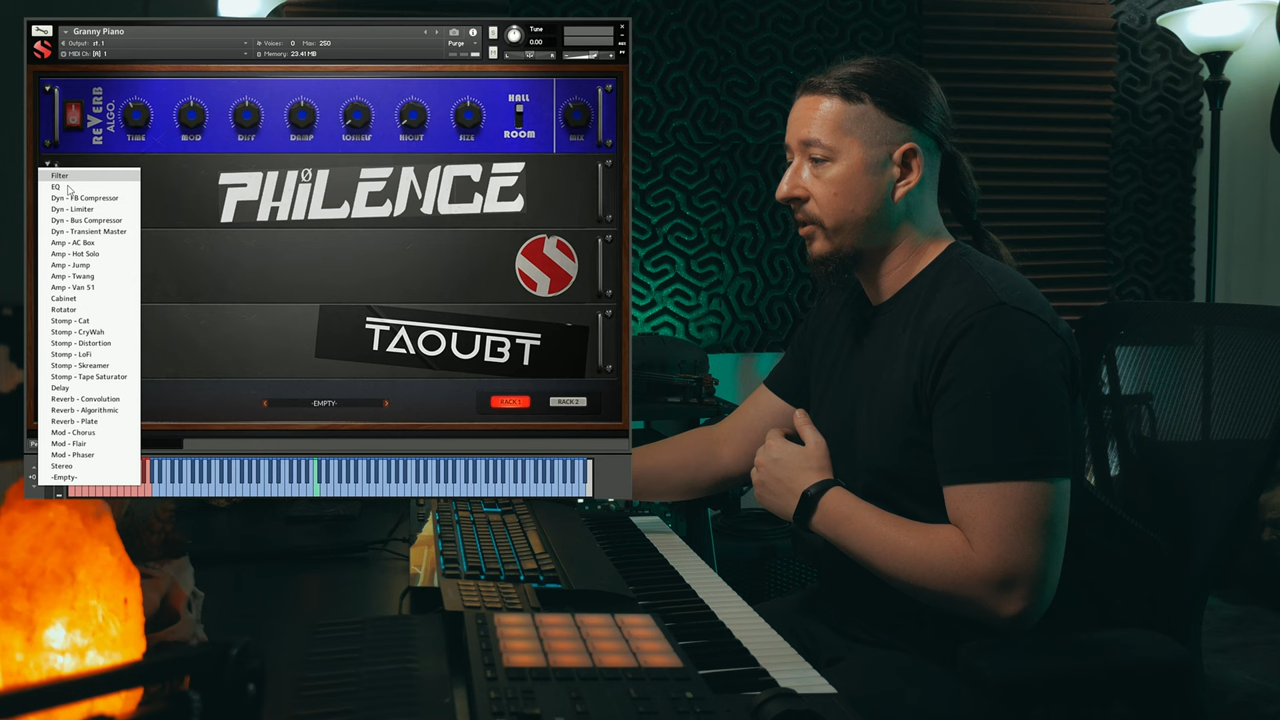 Granny Piano
Output: st.1
Voices: 0 Max: 250
Purge
MIDI Ch: [A] 1
Memory: 23.41 MB
S
M
Tune
0.00
L
R
REVERB
ALGO.
TIME
MOD
DIFF
DAMP
LOSHELF
HICUT
SIZE
HALL
ROOM
MIX
PHILENCE
TAOUBT
-EMPTY-
RACK 1
RACK 2
Filter
EQ
Dyn - FB Compressor
Dyn - Limiter
Dyn - Bus Compressor
Dyn - Transient Master
Amp - AC Box
Amp - Hot Solo
Amp - Jump
Amp - Twang
Amp - Van 51
Cabinet
Rotator
Stomp - Cat
Stomp - CryWah
Stomp - Distortion
Stomp - LoFi
Stomp - Skreamer
Stomp - Tape Saturator
Delay
Reverb - Convolution
Reverb - Algorithmic
Reverb - Plate
Mod - Chorus
Mod - Flair
Mod - Phaser
Stereo
-Empty-
+0